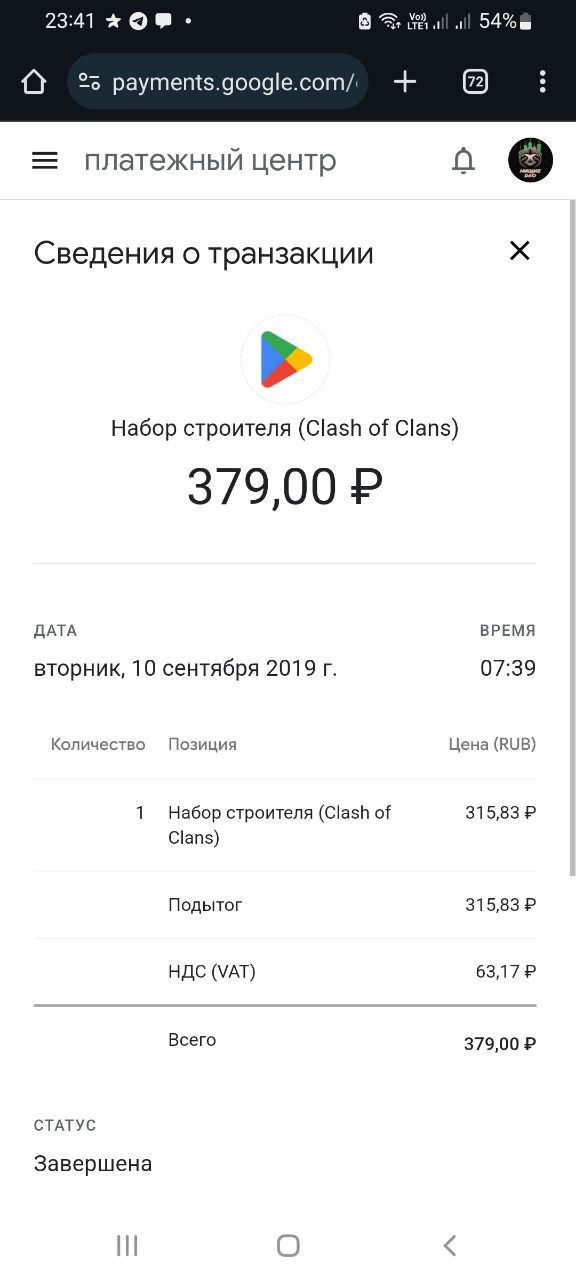 23:41
Vo)) LTE1
54%
payments.google.com/
72
платежный центр
НИЩИЕ DAO
Сведения о транзакции
Набор строителя (Clash of Clans)
379,00 ₽
ДАТА ВРЕМЯ
вторник, 10 сентября 2019 г. 07:39
Количество Позиция Цена (RUB)
1 Набор строителя (Clash of 315,83 ₽
Clans)
Подытог 315,83 ₽
НДС (VAT) 63,17 ₽
Всего 379,00 ₽
СТАТУС
Завершена